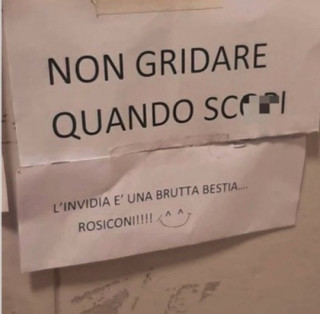 NON GRIDARE
QUANDO
L'INVIDIA E' UNA BRUTTA BESTIA....
ROSICONI!!!!